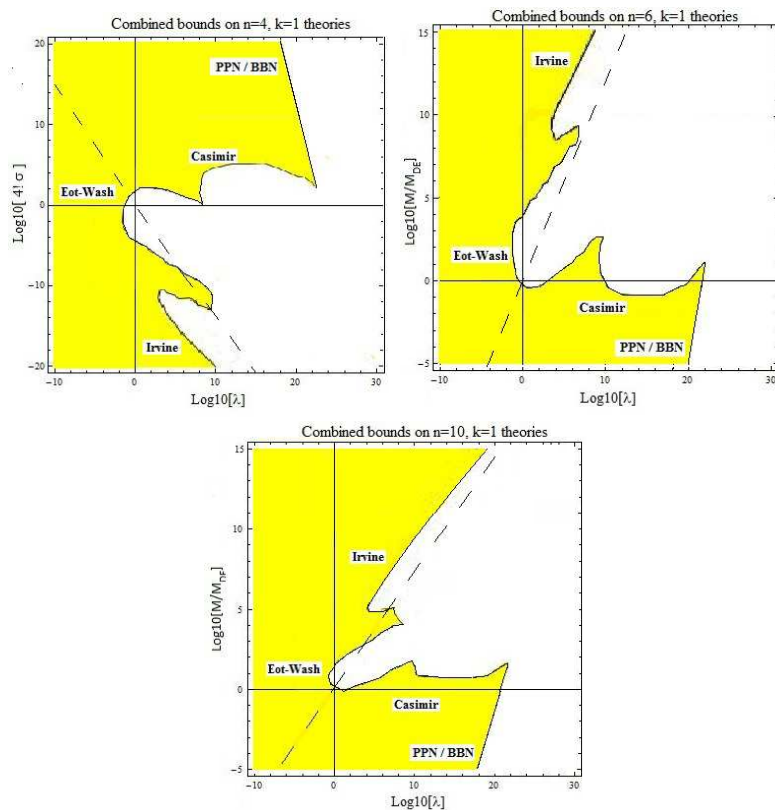 Combined bounds on n=4, k=1 theories
20
10
0
−10
−20
−10
0
10
20
30
Log10[ 4! σ ]
Log10[λ]
PPN / BBN
Casimir
Eot-Wash
Irvine
Combined bounds on n=6, k=1 theories
15
10
5
0
−5
−10
0
10
20
30
Log10[M/M_DE]
Log10[λ]
Irvine
Eot-Wash
Casimir
PPN / BBN
Combined bounds on n=10, k=1 theories
15
10
5
0
−5
−10
0
10
20
30
Log10[M/M_DE]
Log10[λ]
Irvine
Eot-Wash
Casimir
PPN / BBN